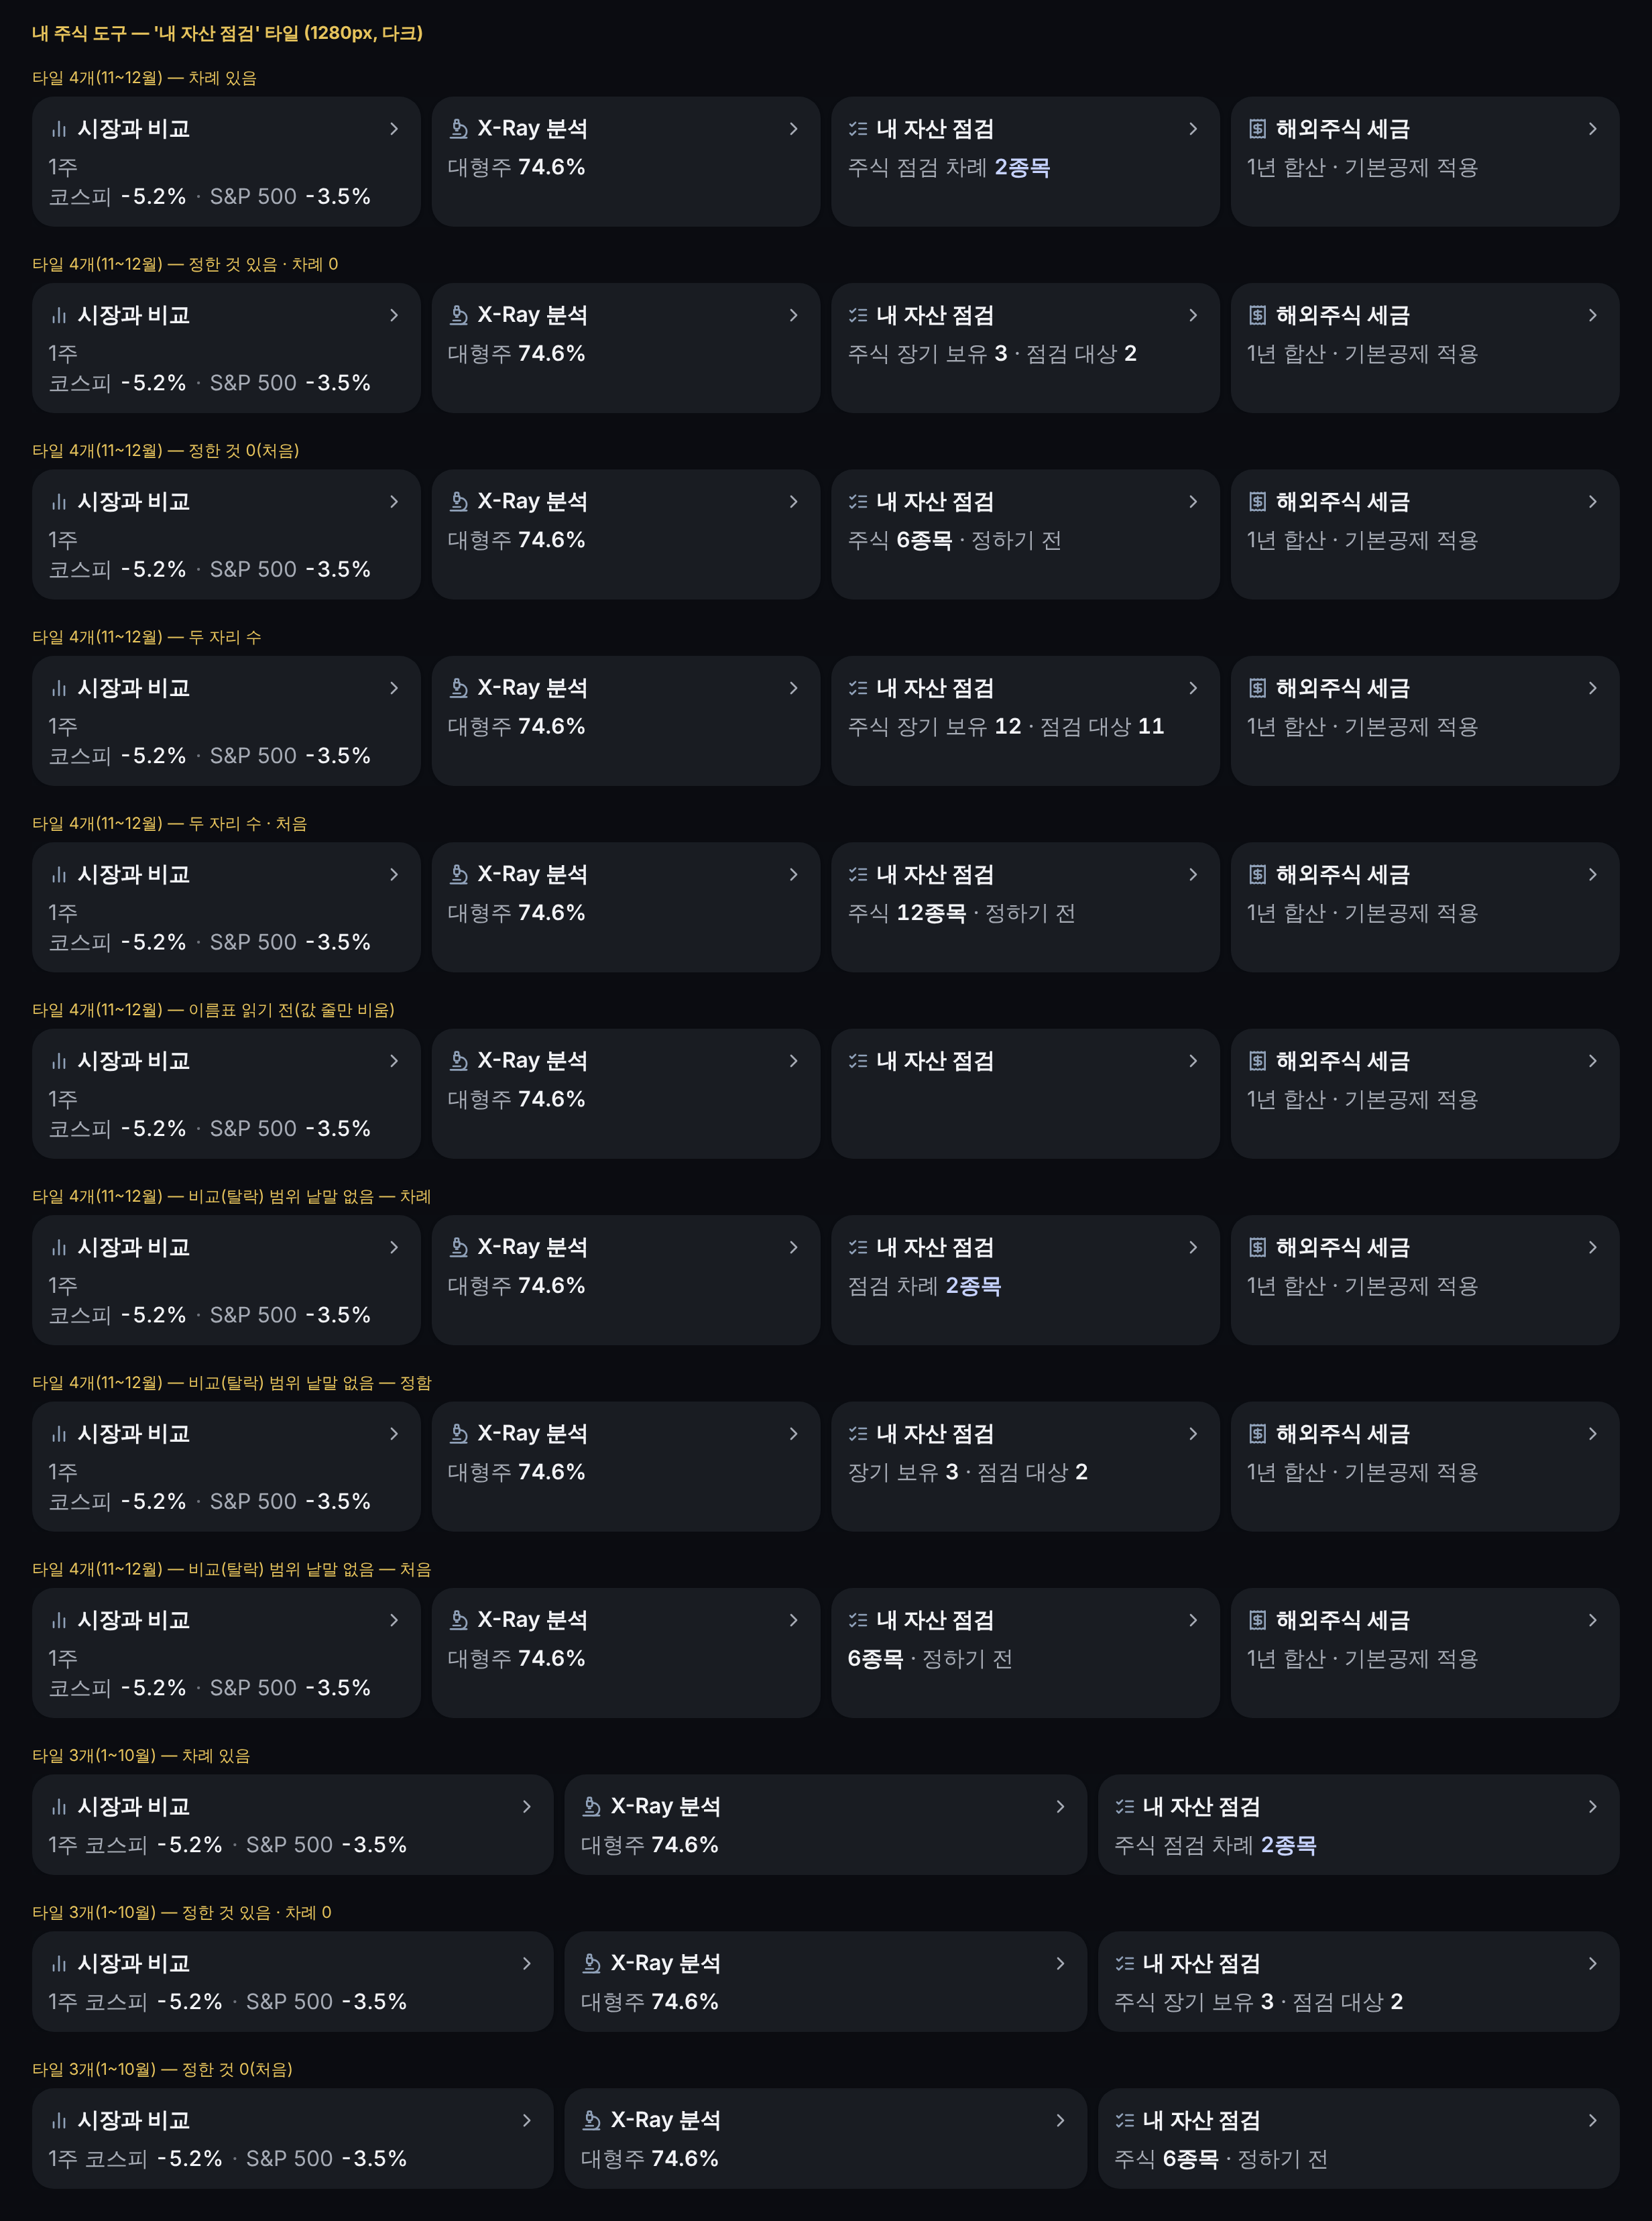 내 주식 도구 — '내 자산 점검' 타일 (1280px, 다크)
타일 4개(11~12월) — 차례 있음
시장과 비교
1주
코스피 -5.2% · S&P 500 -3.5%
X-Ray 분석
대형주 74.6%
내 자산 점검
주식 점검 차례 2종목
해외주식 세금
1년 합산 · 기본공제 적용
타일 4개(11~12월) — 정한 것 있음 · 차례 0
시장과 비교
1주
코스피 -5.2% · S&P 500 -3.5%
X-Ray 분석
대형주 74.6%
내 자산 점검
주식 장기 보유 3 · 점검 대상 2
해외주식 세금
1년 합산 · 기본공제 적용
타일 4개(11~12월) — 정한 것 0(처음)
시장과 비교
1주
코스피 -5.2% · S&P 500 -3.5%
X-Ray 분석
대형주 74.6%
내 자산 점검
주식 6종목 · 정하기 전
해외주식 세금
1년 합산 · 기본공제 적용
타일 4개(11~12월) — 두 자리 수
시장과 비교
1주
코스피 -5.2% · S&P 500 -3.5%
X-Ray 분석
대형주 74.6%
내 자산 점검
주식 장기 보유 12 · 점검 대상 11
해외주식 세금
1년 합산 · 기본공제 적용
타일 4개(11~12월) — 두 자리 수 · 처음
시장과 비교
1주
코스피 -5.2% · S&P 500 -3.5%
X-Ray 분석
대형주 74.6%
내 자산 점검
주식 12종목 · 정하기 전
해외주식 세금
1년 합산 · 기본공제 적용
타일 4개(11~12월) — 이름표 읽기 전(값 줄만 비움)
시장과 비교
1주
코스피 -5.2% · S&P 500 -3.5%
X-Ray 분석
대형주 74.6%
내 자산 점검
해외주식 세금
1년 합산 · 기본공제 적용
타일 4개(11~12월) — 비교(탈락) 범위 낱말 없음 — 차례
시장과 비교
1주
코스피 -5.2% · S&P 500 -3.5%
X-Ray 분석
대형주 74.6%
내 자산 점검
점검 차례 2종목
해외주식 세금
1년 합산 · 기본공제 적용
타일 4개(11~12월) — 비교(탈락) 범위 낱말 없음 — 정함
시장과 비교
1주
코스피 -5.2% · S&P 500 -3.5%
X-Ray 분석
대형주 74.6%
내 자산 점검
장기 보유 3 · 점검 대상 2
해외주식 세금
1년 합산 · 기본공제 적용
타일 4개(11~12월) — 비교(탈락) 범위 낱말 없음 — 처음
시장과 비교
1주
코스피 -5.2% · S&P 500 -3.5%
X-Ray 분석
대형주 74.6%
내 자산 점검
6종목 · 정하기 전
해외주식 세금
1년 합산 · 기본공제 적용
타일 3개(1~10월) — 차례 있음
시장과 비교
1주 코스피 -5.2% · S&P 500 -3.5%
X-Ray 분석
대형주 74.6%
내 자산 점검
주식 점검 차례 2종목
타일 3개(1~10월) — 정한 것 있음 · 차례 0
시장과 비교
1주 코스피 -5.2% · S&P 500 -3.5%
X-Ray 분석
대형주 74.6%
내 자산 점검
주식 장기 보유 3 · 점검 대상 2
타일 3개(1~10월) — 정한 것 0(처음)
시장과 비교
1주 코스피 -5.2% · S&P 500 -3.5%
X-Ray 분석
대형주 74.6%
내 자산 점검
주식 6종목 · 정하기 전